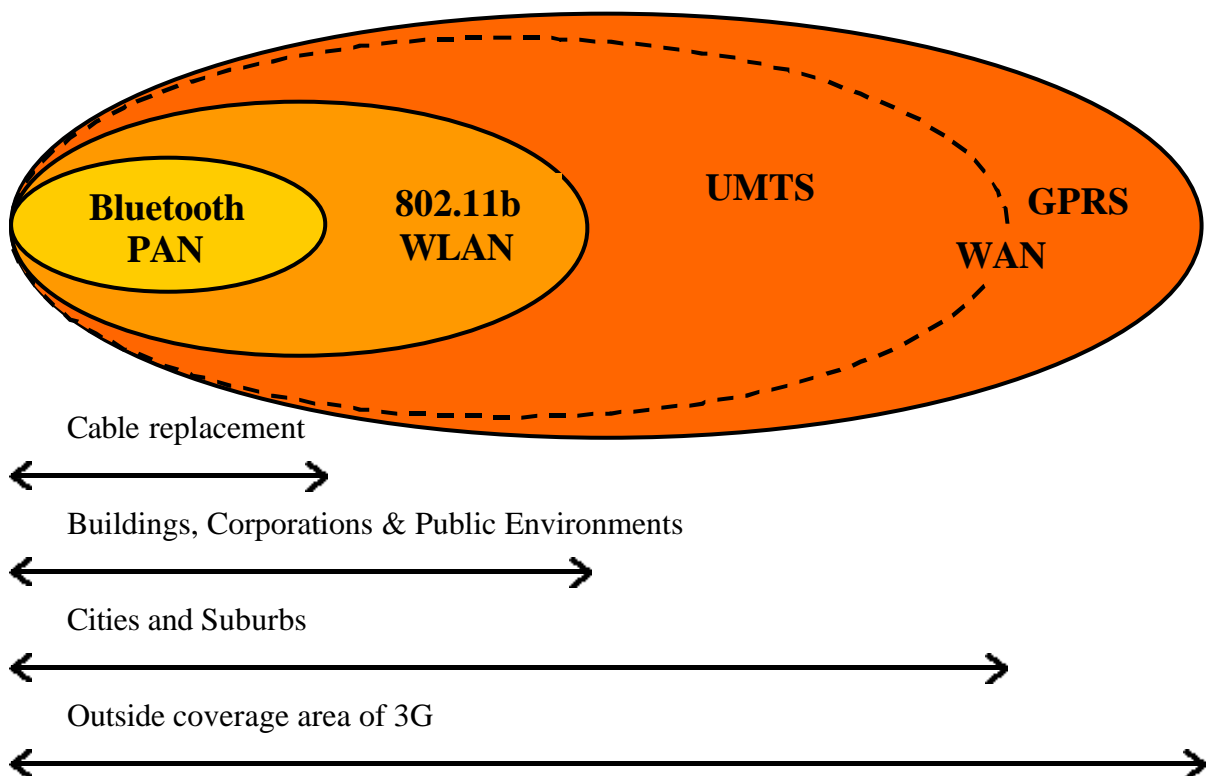 Bluetooth
PAN
802.11b
WLAN
UMTS
GPRS
WAN
Cable replacement
Buildings, Corporations & Public Environments
Cities and Suburbs
Outside coverage area of 3G